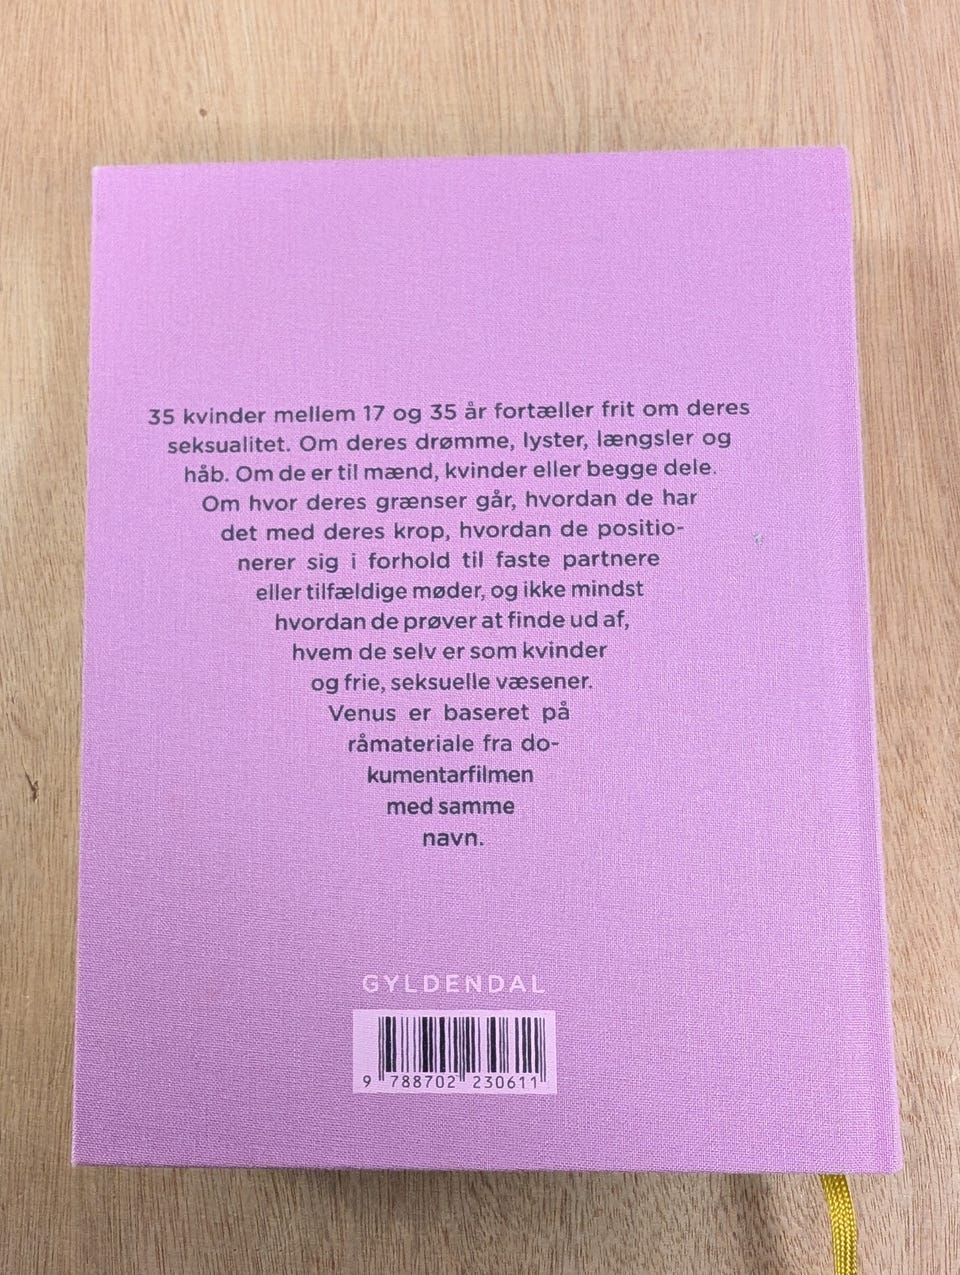 35 kvinder mellem 17 og 35 år fortæller frit om deres
seksualitet. Om deres drømme, lyster, længsler og
håb. Om de er til mænd, kvinder eller begge dele.
Om hvor deres grænser går, hvordan de har
det med deres krop, hvordan de positio-
nerer sig i forhold til faste partnere
eller tilfældige møder, og ikke mindst
hvordan de prøver at finde ud af,
hvem de selv er som kvinder
og frie, seksuelle væsener.
Venus er baseret på
råmateriale fra do-
kumentarfilmen
med samme
navn.
GYLDENDAL
9 788702 230611